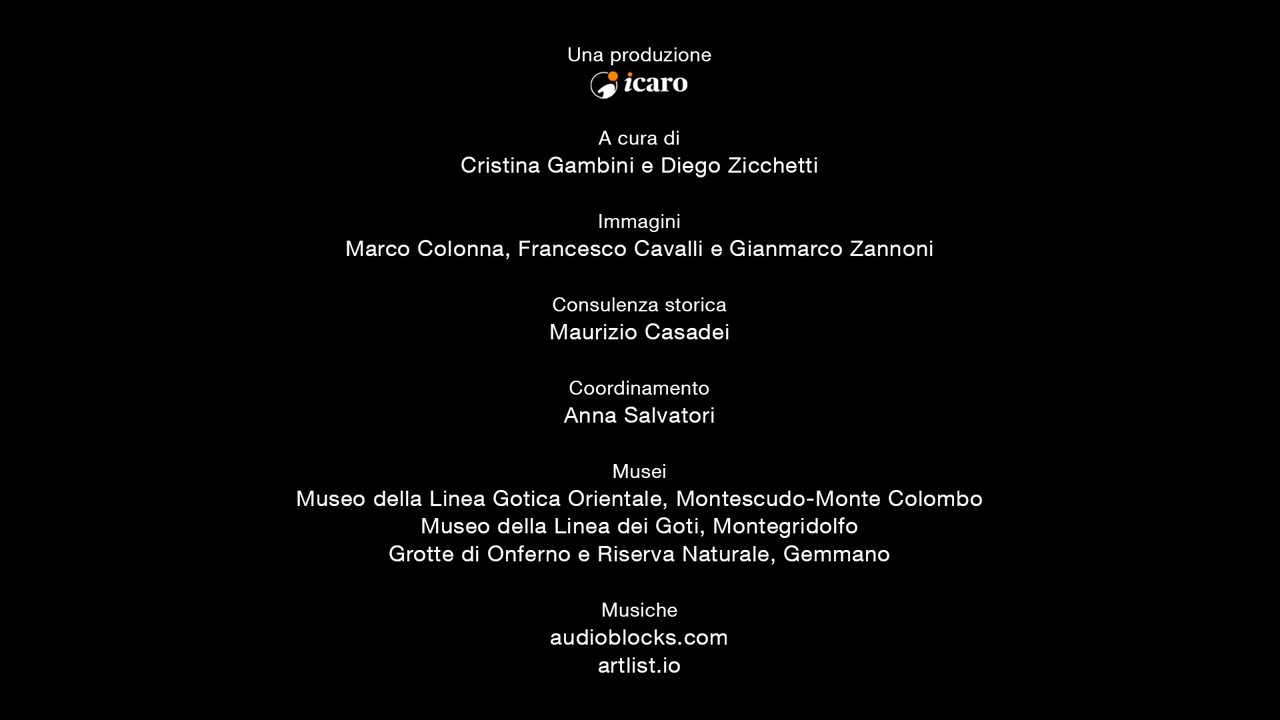 Una produzione
icaro
A cura di
Cristina Gambini e Diego Zicchetti
Immagini
Marco Colonna, Francesco Cavalli e Gianmarco Zannoni
Consulenza storica
Maurizio Casadei
Coordinamento
Anna Salvatori
Musei
Museo della Linea Gotica Orientale, Montescudo-Monte Colombo
Museo della Linea dei Goti, Montegridolfo
Grotte di Onferno e Riserva Naturale, Gemmano
Musiche
audioblocks.com
artlist.io